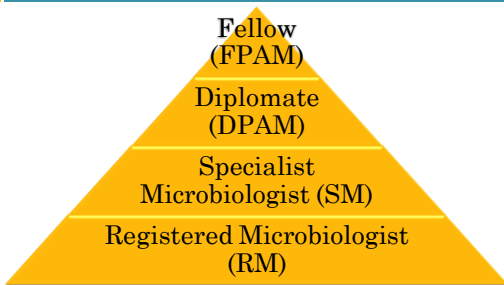 Fellow
(FPAM)
Diplomate
(DPAM)
Specialist
Microbiologist (SM)
Registered Microbiologist
(RM)